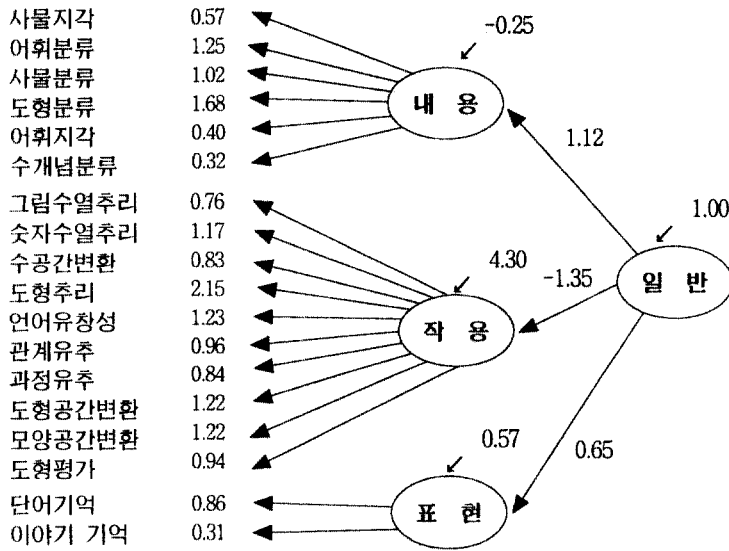 사물지각 0.57
어휘분류 1.25
사물분류 1.02
도형분류 1.68
어휘지각 0.40
수개념분류 0.32
그림수열추리 0.76
숫자수열추리 1.17
수공간변환 0.83
도형추리 2.15
언어유창성 1.23
관계유추 0.96
과정유추 0.84
도형공간변환 1.22
모양공간변환 1.22
도형평가 0.94
단어기억 0.86
이야기 기억 0.31
-0.25
내 용
1.12
4.30
-1.35
작 용
0.57
0.65
표 현
1.00
일 반